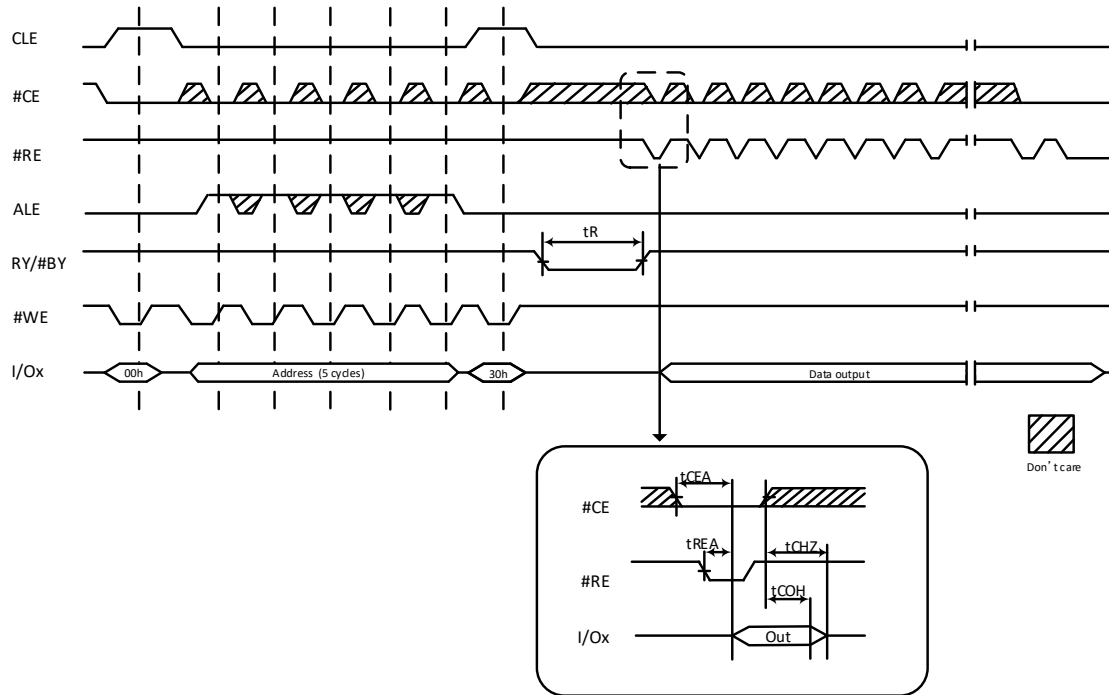 CLE
#CE
#RE
ALE
tR
RY/#BY
#WE
I/Ox
00h
Address (5 cycles)
30h
Data output
Don't care
tCEA
#CE
tREA
tCHZ
#RE
tCOH
I/Ox
Out